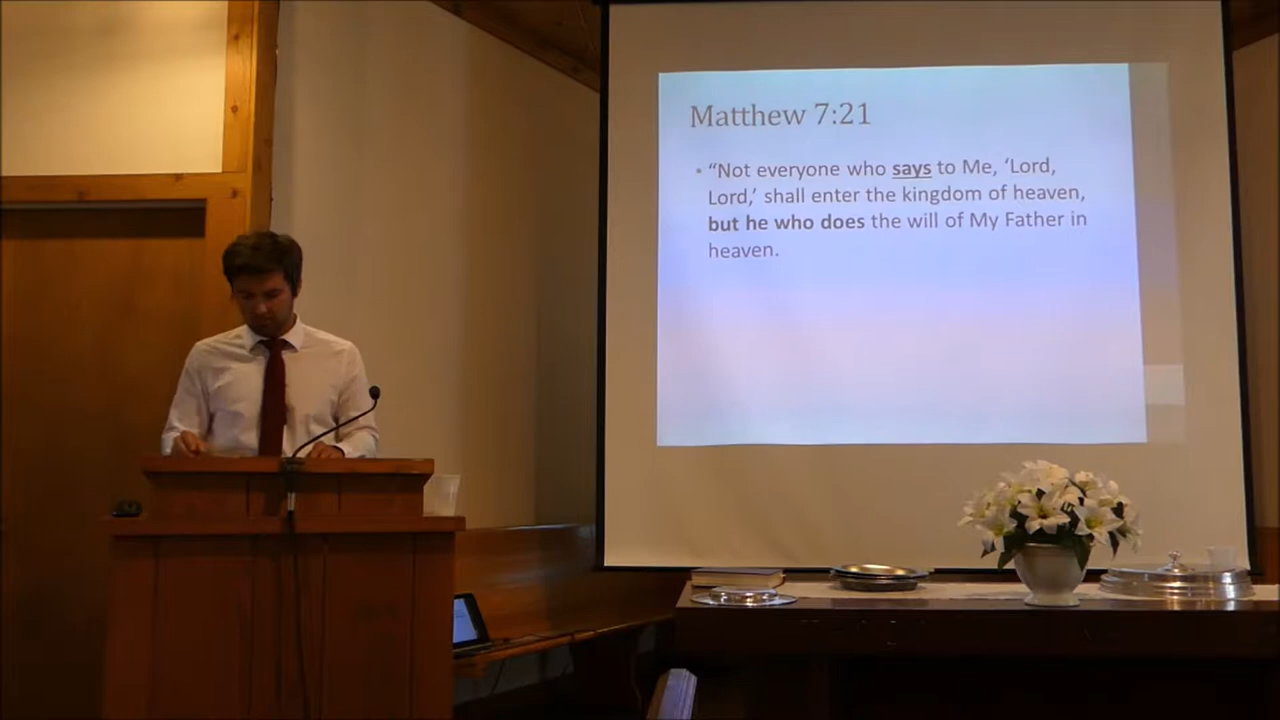 Matthew 7:21
• “Not everyone who says to Me, ‘Lord,
Lord,’ shall enter the kingdom of heaven,
but he who does the will of My Father in
heaven.